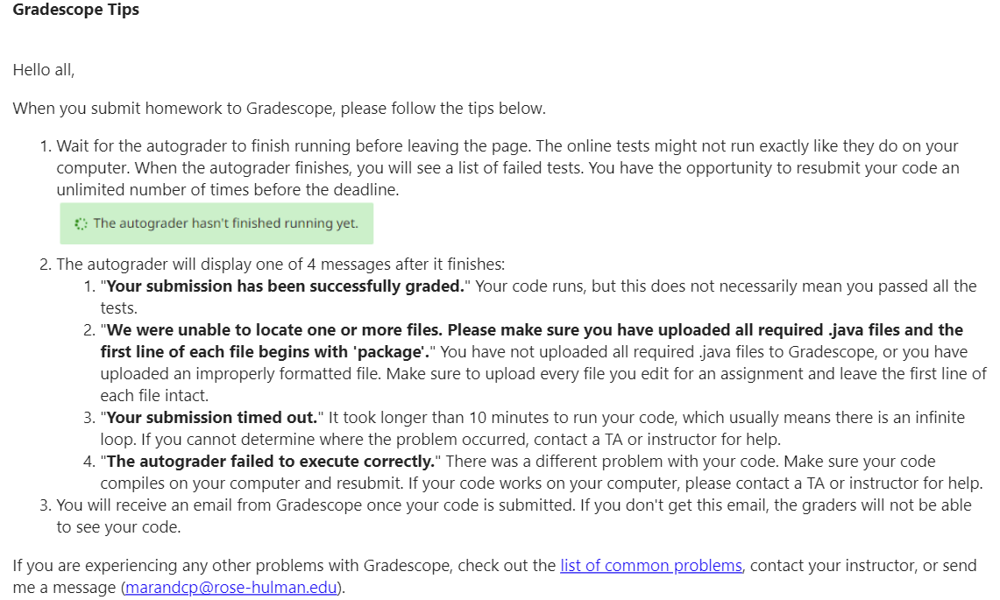 Gradescope Tips
Hello all,
When you submit homework to Gradescope, please follow the tips below.
1. Wait for the autograder to finish running before leaving the page. The online tests might not run exactly like they do on your
computer. When the autograder finishes, you will see a list of failed tests. You have the opportunity to resubmit your code an
unlimited number of times before the deadline.
The autograder hasn't finished running yet.
2. The autograder will display one of 4 messages after it finishes:
1. "Your submission has been successfully graded." Your code runs, but this does not necessarily mean you passed all the
tests.
2. "We were unable to locate one or more files. Please make sure you have uploaded all required .java files and the
first line of each file begins with 'package'." You have not uploaded all required .java files to Gradescope, or you have
uploaded an improperly formatted file. Make sure to upload every file you edit for an assignment and leave the first line of
each file intact.
3. "Your submission timed out." It took longer than 10 minutes to run your code, which usually means there is an infinite
loop. If you cannot determine where the problem occurred, contact a TA or instructor for help.
4. "The autograder failed to execute correctly." There was a different problem with your code. Make sure your code
compiles on your computer and resubmit. If your code works on your computer, please contact a TA or instructor for help.
3. You will receive an email from Gradescope once your code is submitted. If you don't get this email, the graders will not be able
to see your code.
If you are experiencing any other problems with Gradescope, check out the list of common problems, contact your instructor, or send
me a message (marandcp@rose-hulman.edu).